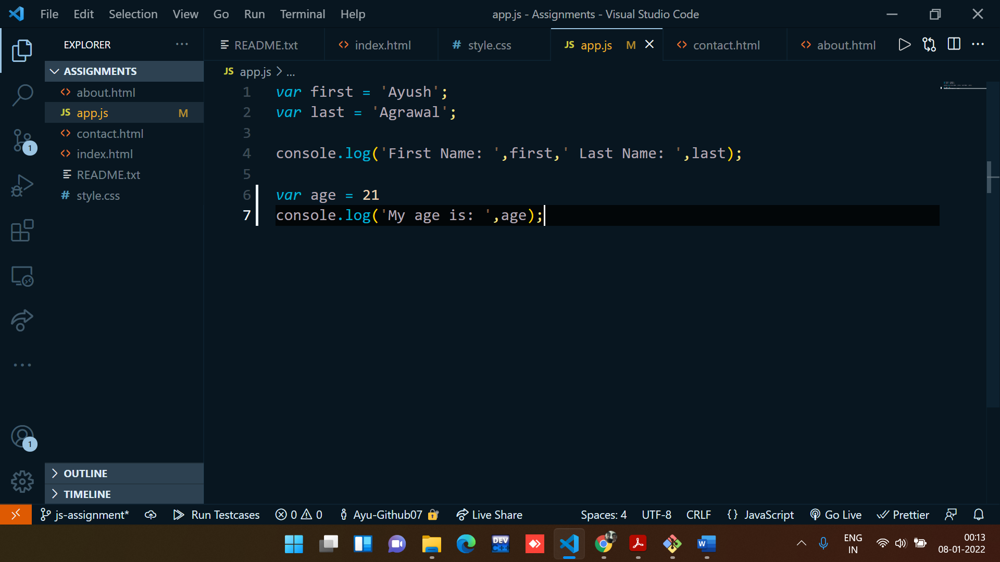 File Edit Selection View Go Run Terminal Help app.js - Assignments - Visual Studio Code
EXPLORER ...
README.txt index.html # style.css JS app.js M contact.html about.html ...
ASSIGNMENTS
about.html
JS app.js M
contact.html
index.html
README.txt
# style.css
JS app.js > ...
1 var first = 'Ayush';
2 var last = 'Agrawal';
3
4 console.log('First Name: ',first,' Last Name: ',last);
5
6 var age = 21
7 console.log('My age is: ',age);
1
1
OUTLINE
TIMELINE
js-assignment* Run Testcases 0 0 Ayu-Github07 Live Share Spaces: 4 UTF-8 CRLF {} JavaScript Go Live Prettier
DEV
C++
W
ENG
IN
00:13
08-01-2022